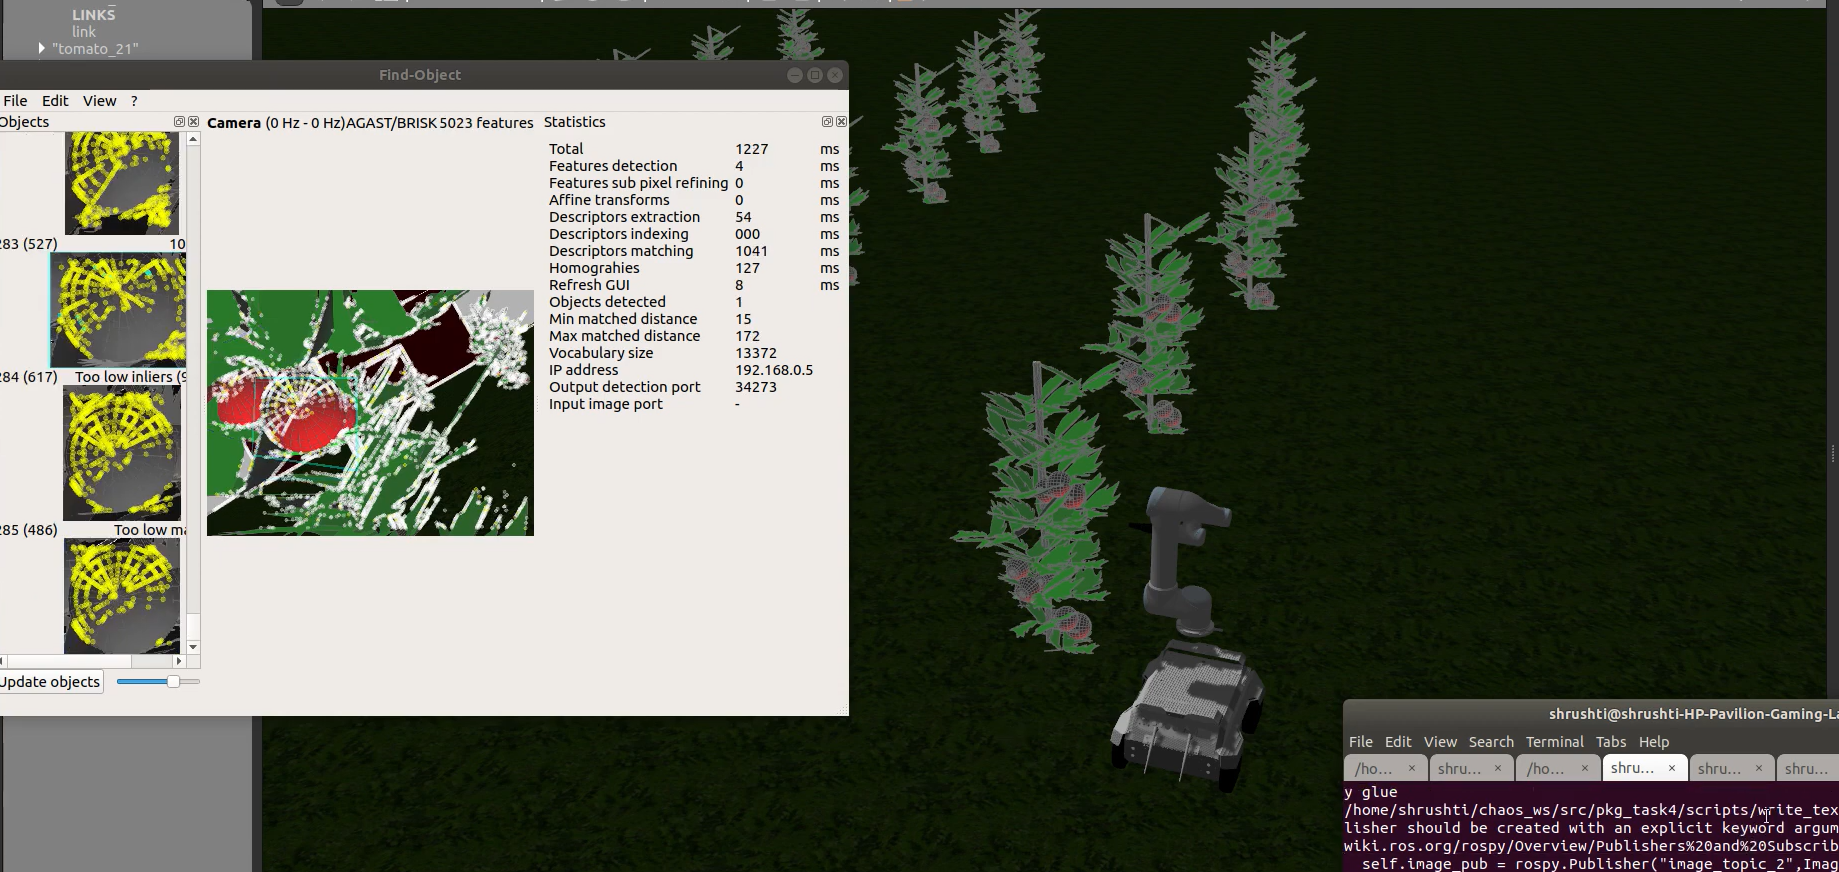 LINKS
link
"tomato_21"
Find-Object
File Edit View ?
Objects
Camera (0 Hz - 0 Hz)AGAST/BRISK 5023 features
Statistics
Total 1227 ms
Features detection 4 ms
Features sub pixel refining 0 ms
Affine transforms 0 ms
Descriptors extraction 54 ms
Descriptors indexing 000 ms
Descriptors matching 1041 ms
Homograhies 127 ms
Refresh GUI 8 ms
Objects detected 1
Min matched distance 15
Max matched distance 172
Vocabulary size 13372
IP address 192.168.0.5
Output detection port 34273
Input image port -
283 (527) 10
284 (617) Too low inliers (9
285 (486) Too low ma
Update objects
shrushti@shrushti-HP-Pavilion-Gaming-La
File Edit View Search Terminal Tabs Help
/ho... × shru... × /ho... × shru... × shru... × shru...
y glue
/home/shrushti/chaos_ws/src/pkg_task4/scripts/write_tex
lisher should be created with an explicit keyword argum
wiki.ros.org/rospy/Overview/Publishers%20and%20Subscrib
self.image_pub = rospy.Publisher("image_topic_2",Imag